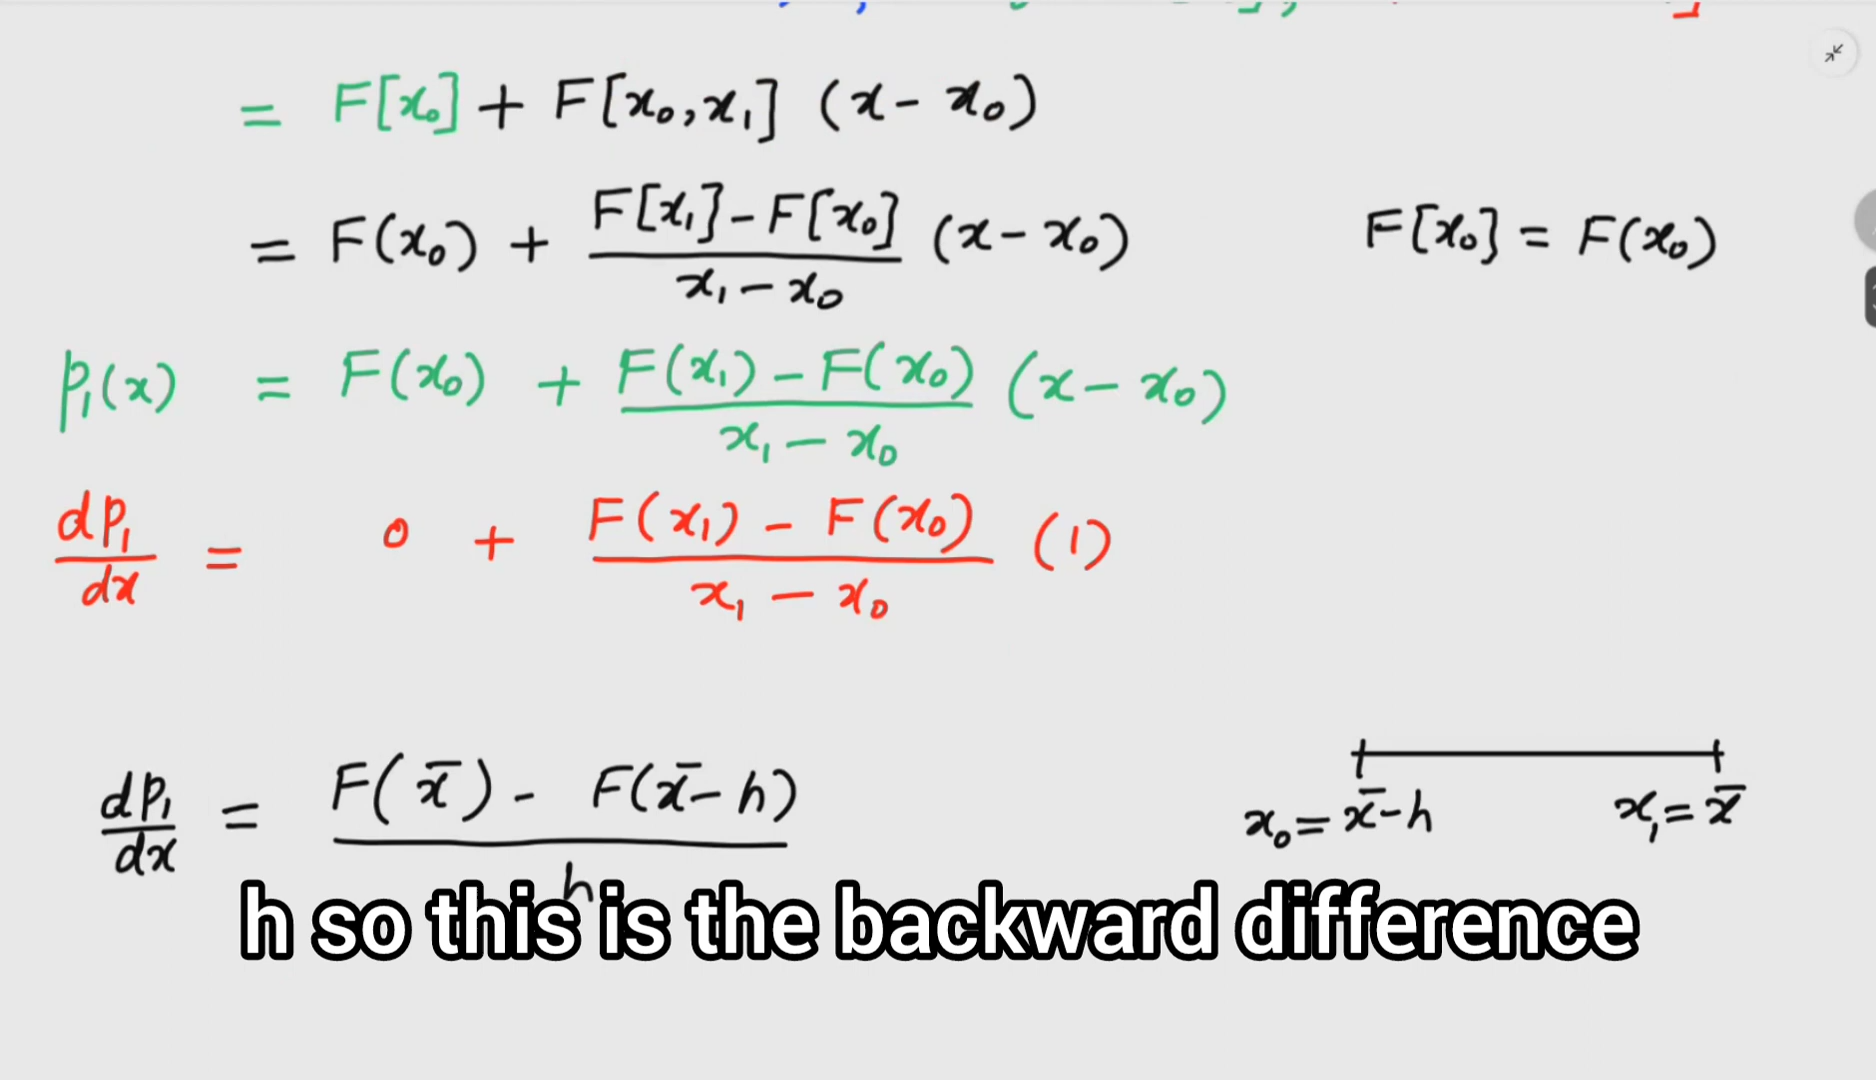 = F[x₀] + F[x₀,x₁] (x - x₀)
= F(x₀) + F[x₁] - F[x₀] / x₁ - x₀ (x - x₀)
F[x₀] = F(x₀)
P₁(x) = F(x₀) + F(x₁) - F(x₀) / x₁ - x₀ (x - x₀)
dP₁/dx = 0 + F(x₁) - F(x₀) / x₁ - x₀ (1)
dP₁/dx = F(x̄) - F(x̄ - h) / h
x₀ = x̄ - h x₁ = x̄
h so this is the backward difference